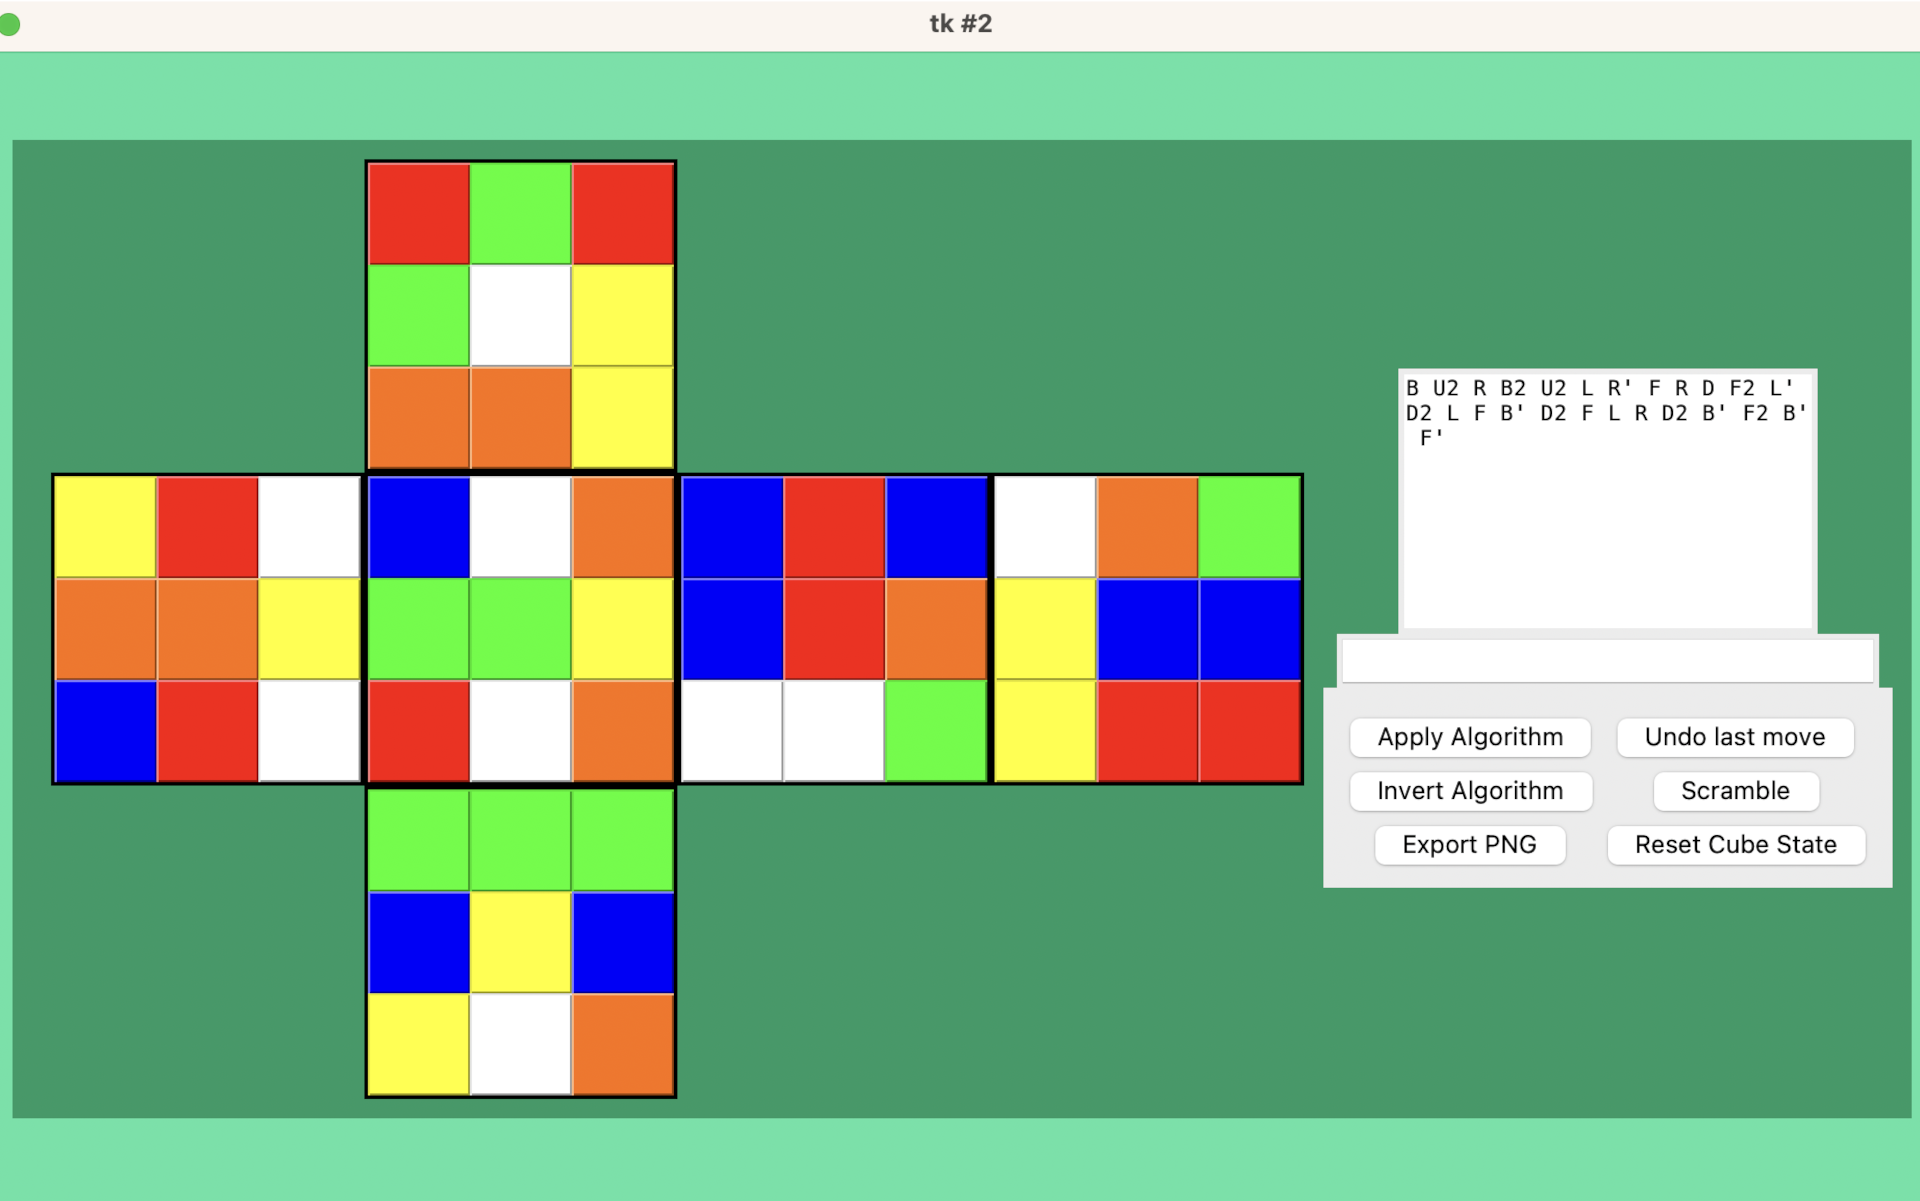 tk #2
B U2 R B2 U2 L R' F R D F2 L'
D2 L F B' D2 F L R D2 B' F2 B'
F'
Apply Algorithm
Undo last move
Invert Algorithm
Scramble
Export PNG
Reset Cube State